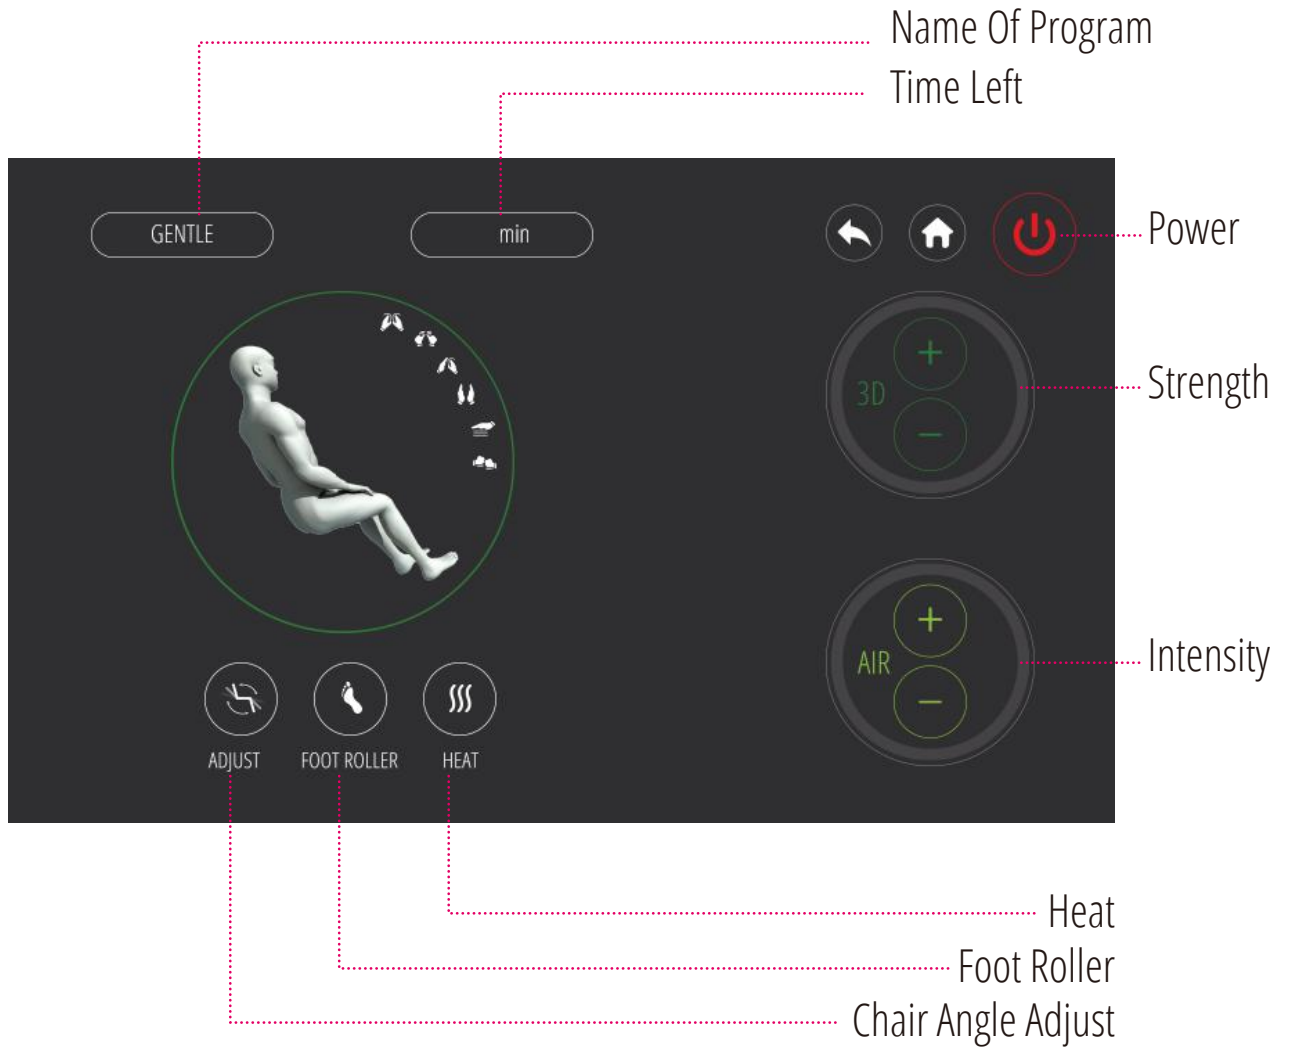 Name Of Program
Time Left
GENTLE
min
Power
3D
+
−
Strength
AIR
+
−
Intensity
ADJUST
FOOT ROLLER
HEAT
Heat
Foot Roller
Chair Angle Adjust